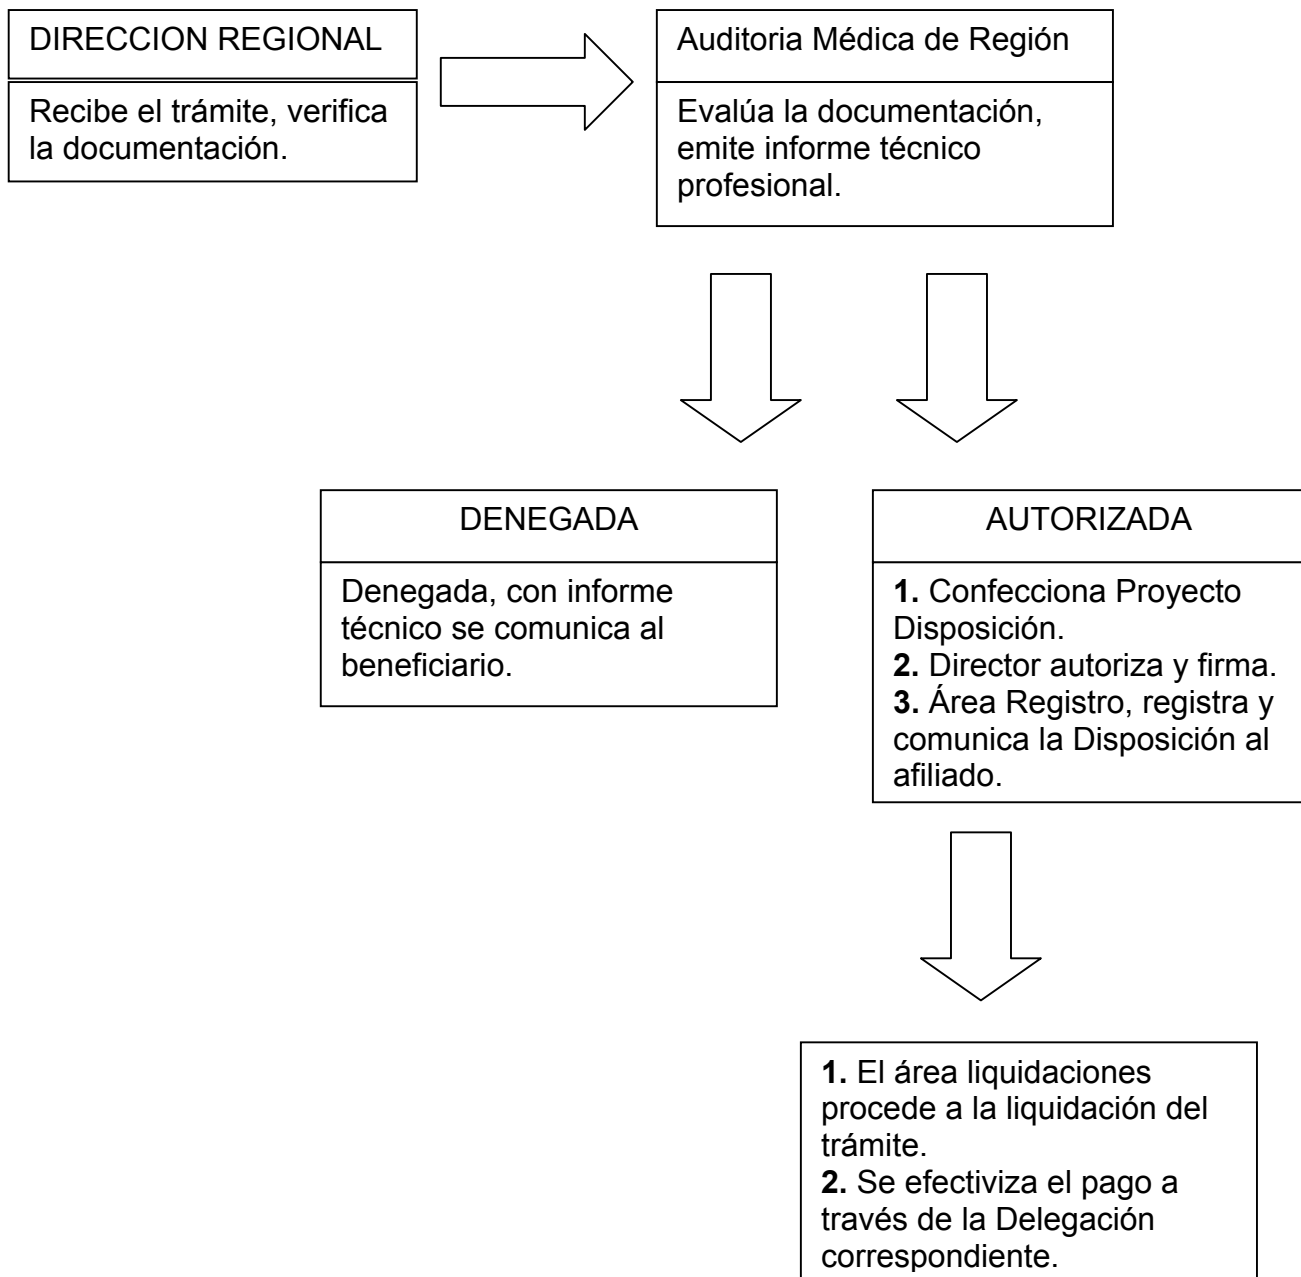 DIRECCION REGIONAL
Recibe el trámite, verifica
la documentación.
Auditoria Médica de Región
Evalúa la documentación,
emite informe técnico
profesional.
DENEGADA
Denegada, con informe
técnico se comunica al
beneficiario.
AUTORIZADA
1. Confecciona Proyecto
Disposición.
2. Director autoriza y firma.
3. Área Registro, registra y
comunica la Disposición al
afiliado.
1. El área liquidaciones
procede a la liquidación del
trámite.
2. Se efectiviza el pago a
través de la Delegación
correspondiente.